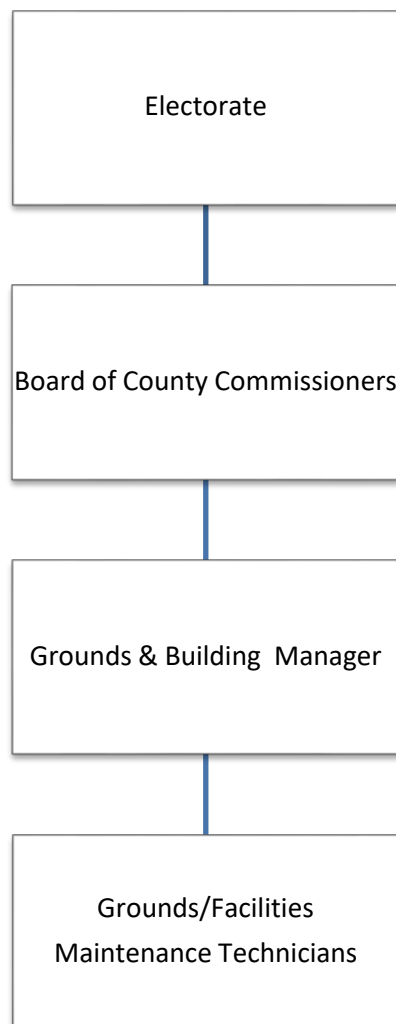 Electorate
Board of County Commissioners
Grounds & Building  Manager
Grounds/Facilities
Maintenance Technicians